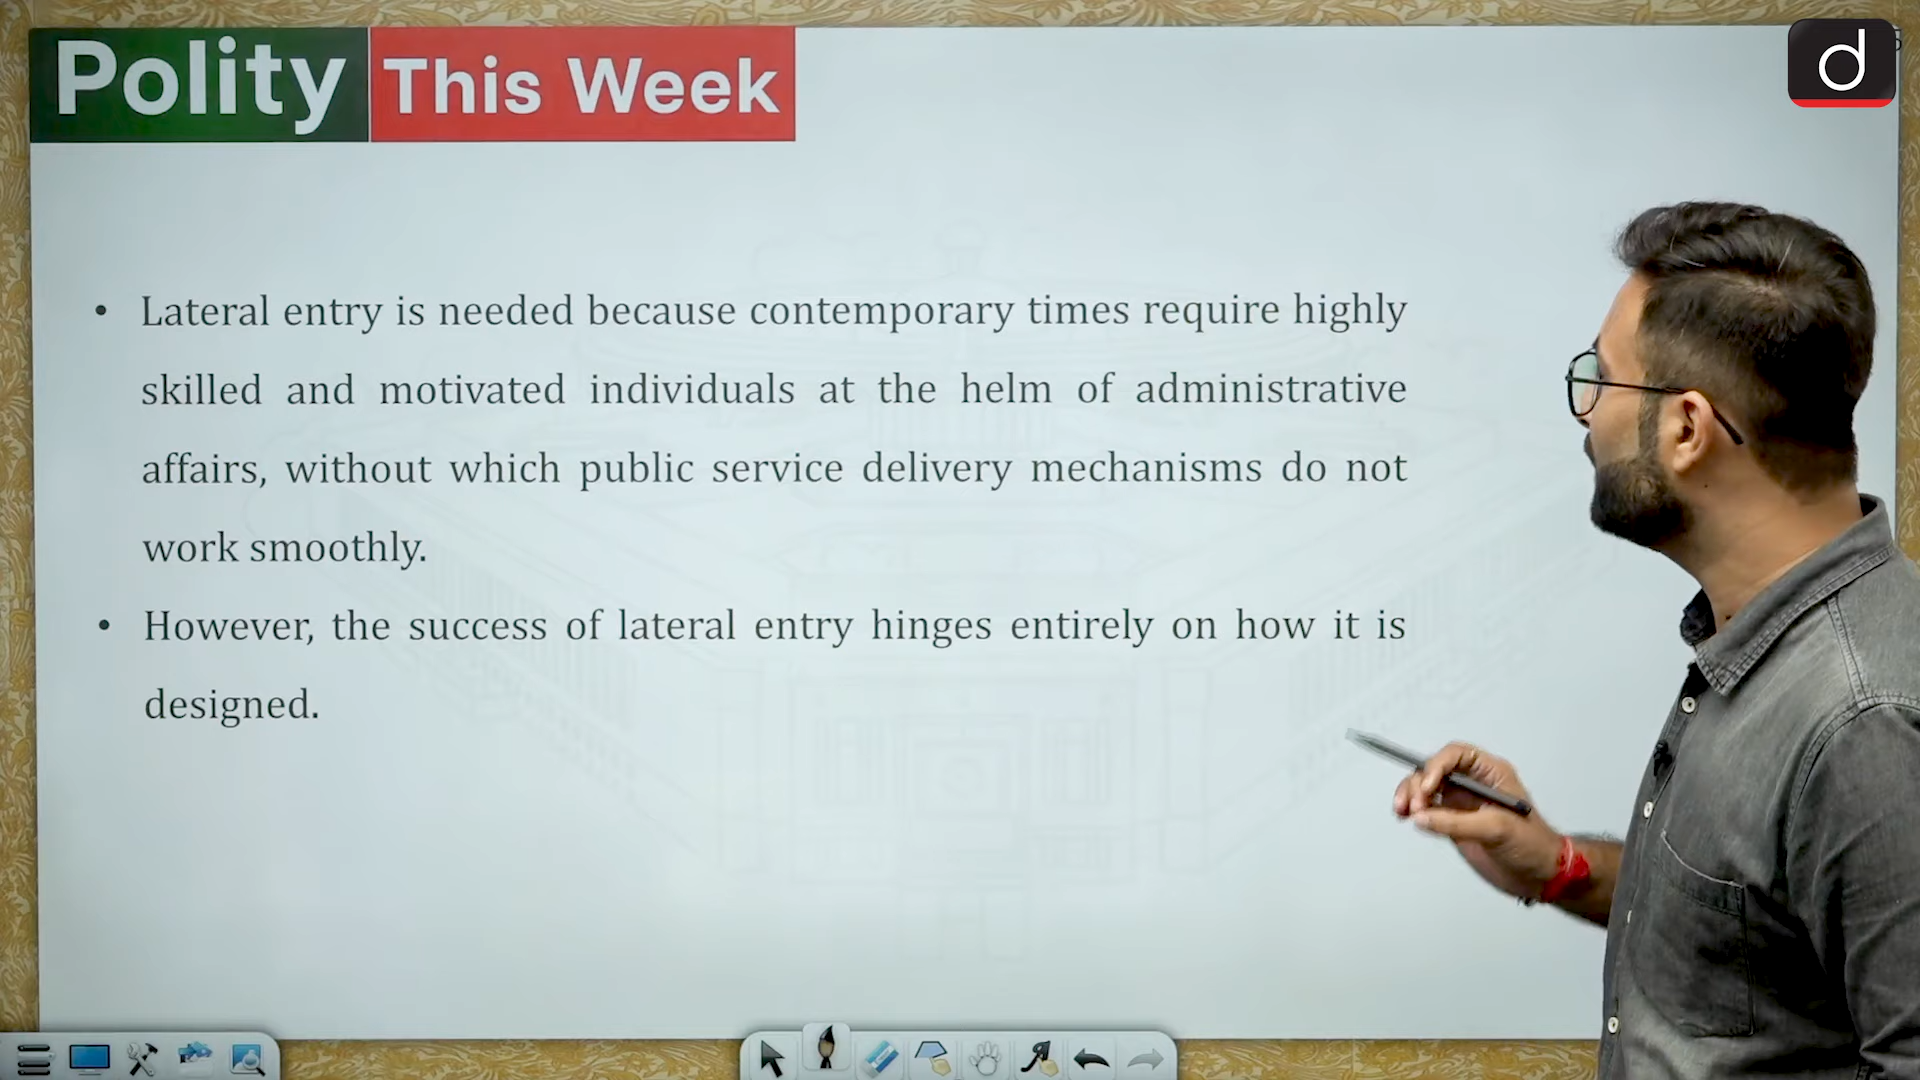 Polity This Week
d
• Lateral entry is needed because contemporary times require highly
skilled and motivated individuals at the helm of administrative
affairs, without which public service delivery mechanisms do not
work smoothly.
• However, the success of lateral entry hinges entirely on how it is
designed.